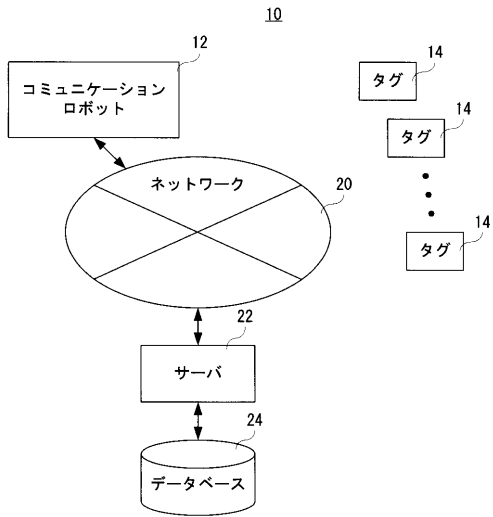 10
12
コミュニケーション
ロボット
14
タグ
14
タグ
ネットワーク
20
14
タグ
22
サーバ
24
データベース